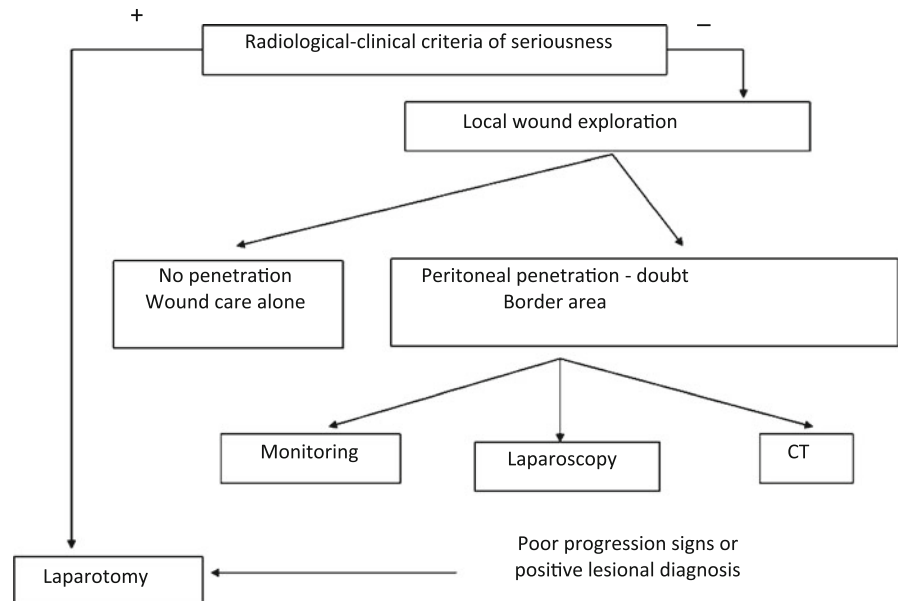 +
–
Radiological-clinical criteria of seriousness
Local wound exploration
No penetration
Wound care alone
Peritoneal penetration - doubt
Border area
Monitoring
Laparoscopy
CT
Poor progression signs or
positive lesional diagnosis
Laparotomy